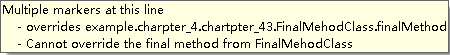 Multiple markers at this line
- overrides example.charpter_4.chartpter_43.FinalMehodClass.finalMethod
- Cannot override the final method from FinalMehodClass